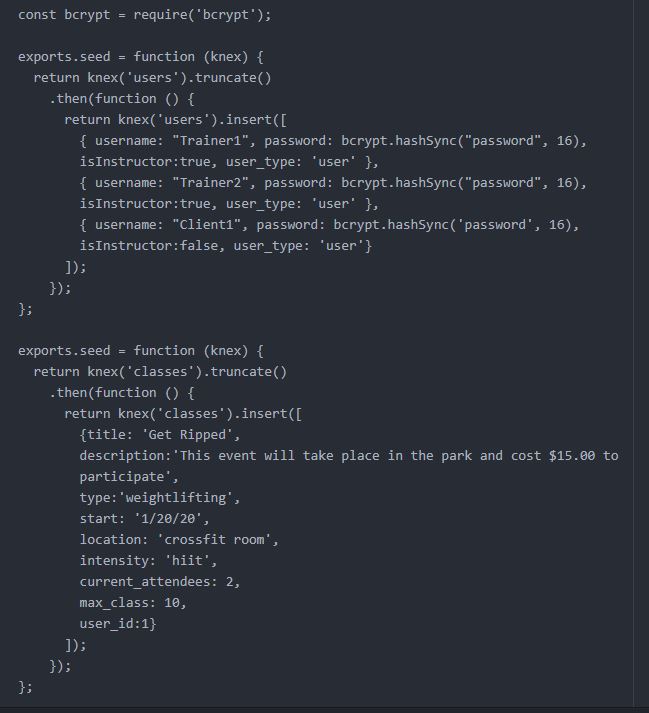 const bcrypt = require('bcrypt');

exports.seed = function (knex) {
  return knex('users').truncate()
    .then(function () {
      return knex('users').insert([
        { username: "Trainer1", password: bcrypt.hashSync("password", 16),
        isInstructor:true, user_type: 'user' },
        { username: "Trainer2", password: bcrypt.hashSync("password", 16),
        isInstructor:true, user_type: 'user' },
        { username: "Client1", password: bcrypt.hashSync('password', 16),
        isInstructor:false, user_type: 'user'}
      ]);
    });
};

exports.seed = function (knex) {
  return knex('classes').truncate()
    .then(function () {
      return knex('classes').insert([
        {title: 'Get Ripped',
        description:'This event will take place in the park and cost $15.00 to
        participate',
        type:'weightlifting',
        start: '1/20/20',
        location: 'crossfit room',
        intensity: 'hiit',
        current_attendees: 2,
        max_class: 10,
        user_id:1}
      ]);
    });
};